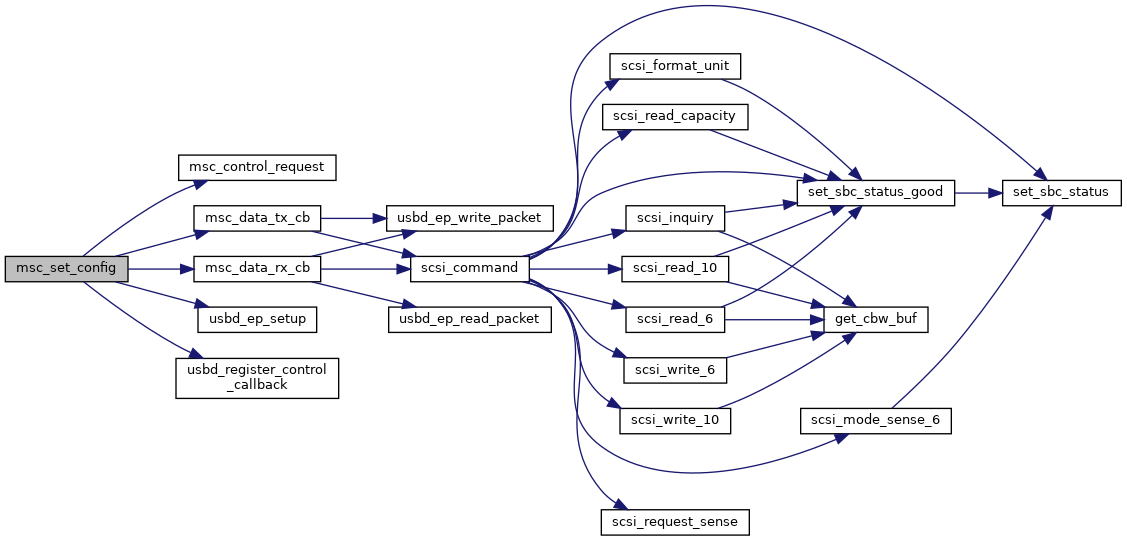 msc_set_config
msc_control_request
msc_data_tx_cb
msc_data_rx_cb
usbd_ep_setup
usbd_register_control
_callback
usbd_ep_write_packet
scsi_command
usbd_ep_read_packet
scsi_format_unit
scsi_read_capacity
scsi_inquiry
scsi_read_10
scsi_read_6
scsi_write_6
scsi_write_10
scsi_request_sense
set_sbc_status_good
get_cbw_buf
scsi_mode_sense_6
set_sbc_status